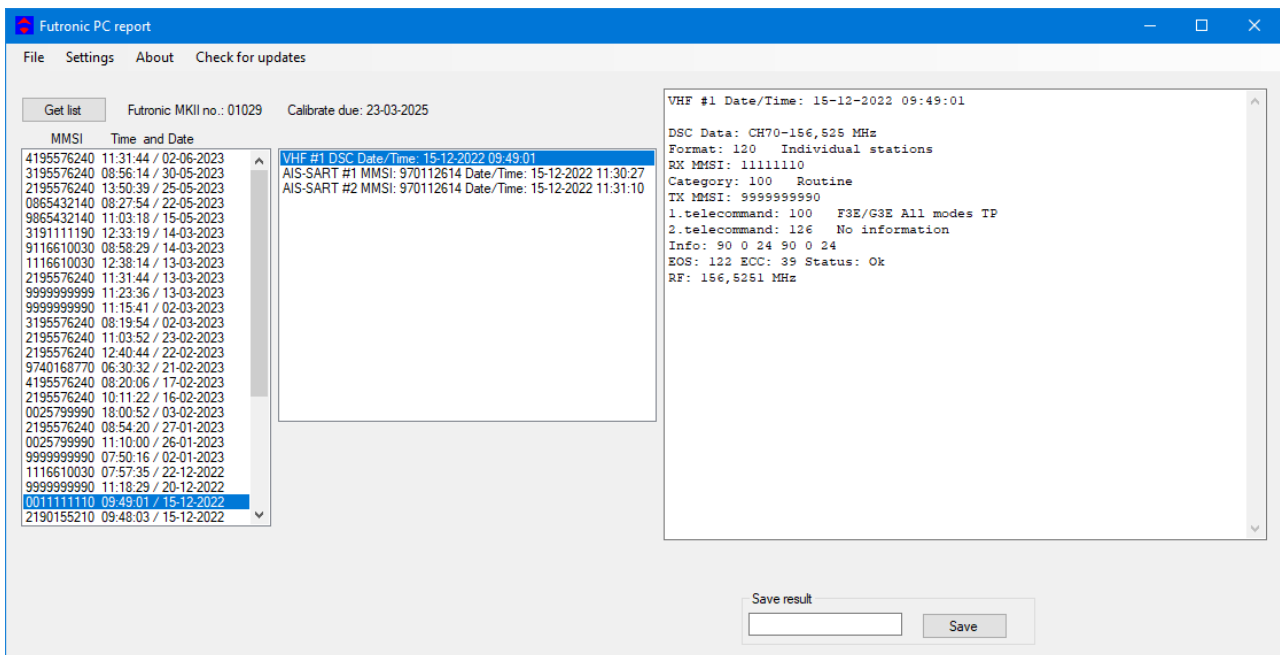 Futronic PC report
File Settings About Check for updates
Get list Futronic MKII no.: 01029 Calibrate due: 23-03-2025
MMSI Time and Date
4195576240 11:31:44 / 02-06-2023
3195576240 08:56:14 / 30-05-2023
2195576240 13:50:39 / 25-05-2023
0865432140 08:27:54 / 22-05-2023
9865432140 11:03:18 / 15-05-2023
3191111190 12:33:19 / 14-03-2023
9116610030 08:58:29 / 14-03-2023
1116610030 12:38:14 / 13-03-2023
2195576240 11:31:44 / 13-03-2023
9999999999 11:23:36 / 13-03-2023
9999999990 11:15:41 / 02-03-2023
3195576240 08:19:54 / 02-03-2023
2195576240 11:03:52 / 23-02-2023
2195576240 12:40:44 / 22-02-2023
9740168770 06:30:32 / 21-02-2023
4195576240 08:20:06 / 17-02-2023
2195576240 10:11:22 / 16-02-2023
0025799990 18:00:52 / 03-02-2023
2195576240 08:54:20 / 27-01-2023
0025799990 11:10:00 / 26-01-2023
9999999990 07:50:16 / 02-01-2023
1116610030 07:57:35 / 22-12-2022
9999999990 11:18:29 / 20-12-2022
0011111110 09:49:01 / 15-12-2022
2190155210 09:48:03 / 15-12-2022
VHF #1 DSC Date/Time: 15-12-2022 09:49:01
AIS-SART #1 MMSI: 970112614 Date/Time: 15-12-2022 11:30:27
AIS-SART #2 MMSI: 970112614 Date/Time: 15-12-2022 11:31:10
VHF #1 Date/Time: 15-12-2022 09:49:01
DSC Data: CH70-156,525 MHz
Format: 120 Individual stations
RX MMSI: 11111110
Category: 100 Routine
TX MMSI: 9999999990
1.telecommand: 100 F3E/G3E All modes TP
2.telecommand: 126 No information
Info: 90 0 24 90 0 24
EOS: 122 ECC: 39 Status: Ok
RF: 156,5251 MHz
Save result
Save